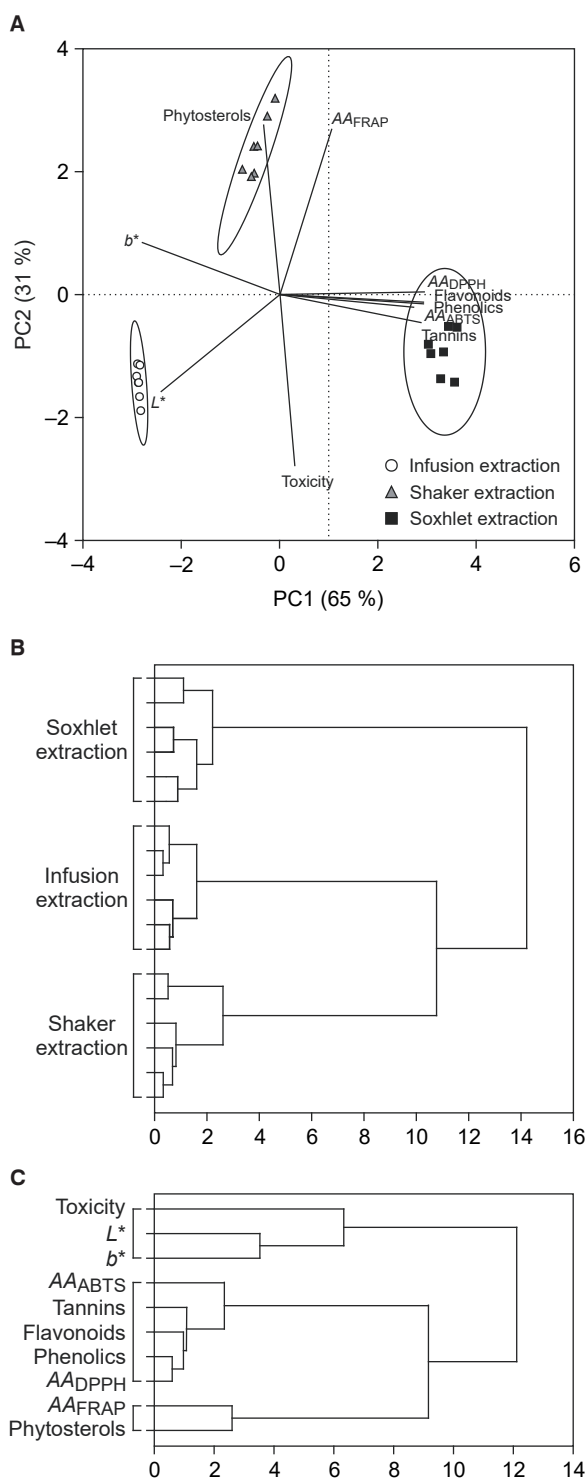 A
4
2
0
−2
−4
PC2 (31 %)
Phytosterols
AAFRAP
b*
AADPPH
Flavonoids
Phenolics
AAABTS
Tannins
L*
Toxicity
Infusion extraction
Shaker extraction
Soxhlet extraction
−4 −2 0 2 4 6
PC1 (65 %)
B
Soxhlet
extraction
Infusion
extraction
Shaker
extraction
0 2 4 6 8 10 12 14 16
C
Toxicity
L*
b*
AAABTS
Tannins
Flavonoids
Phenolics
AADPPH
AAFRAP
Phytosterols
0 2 4 6 8 10 12 14